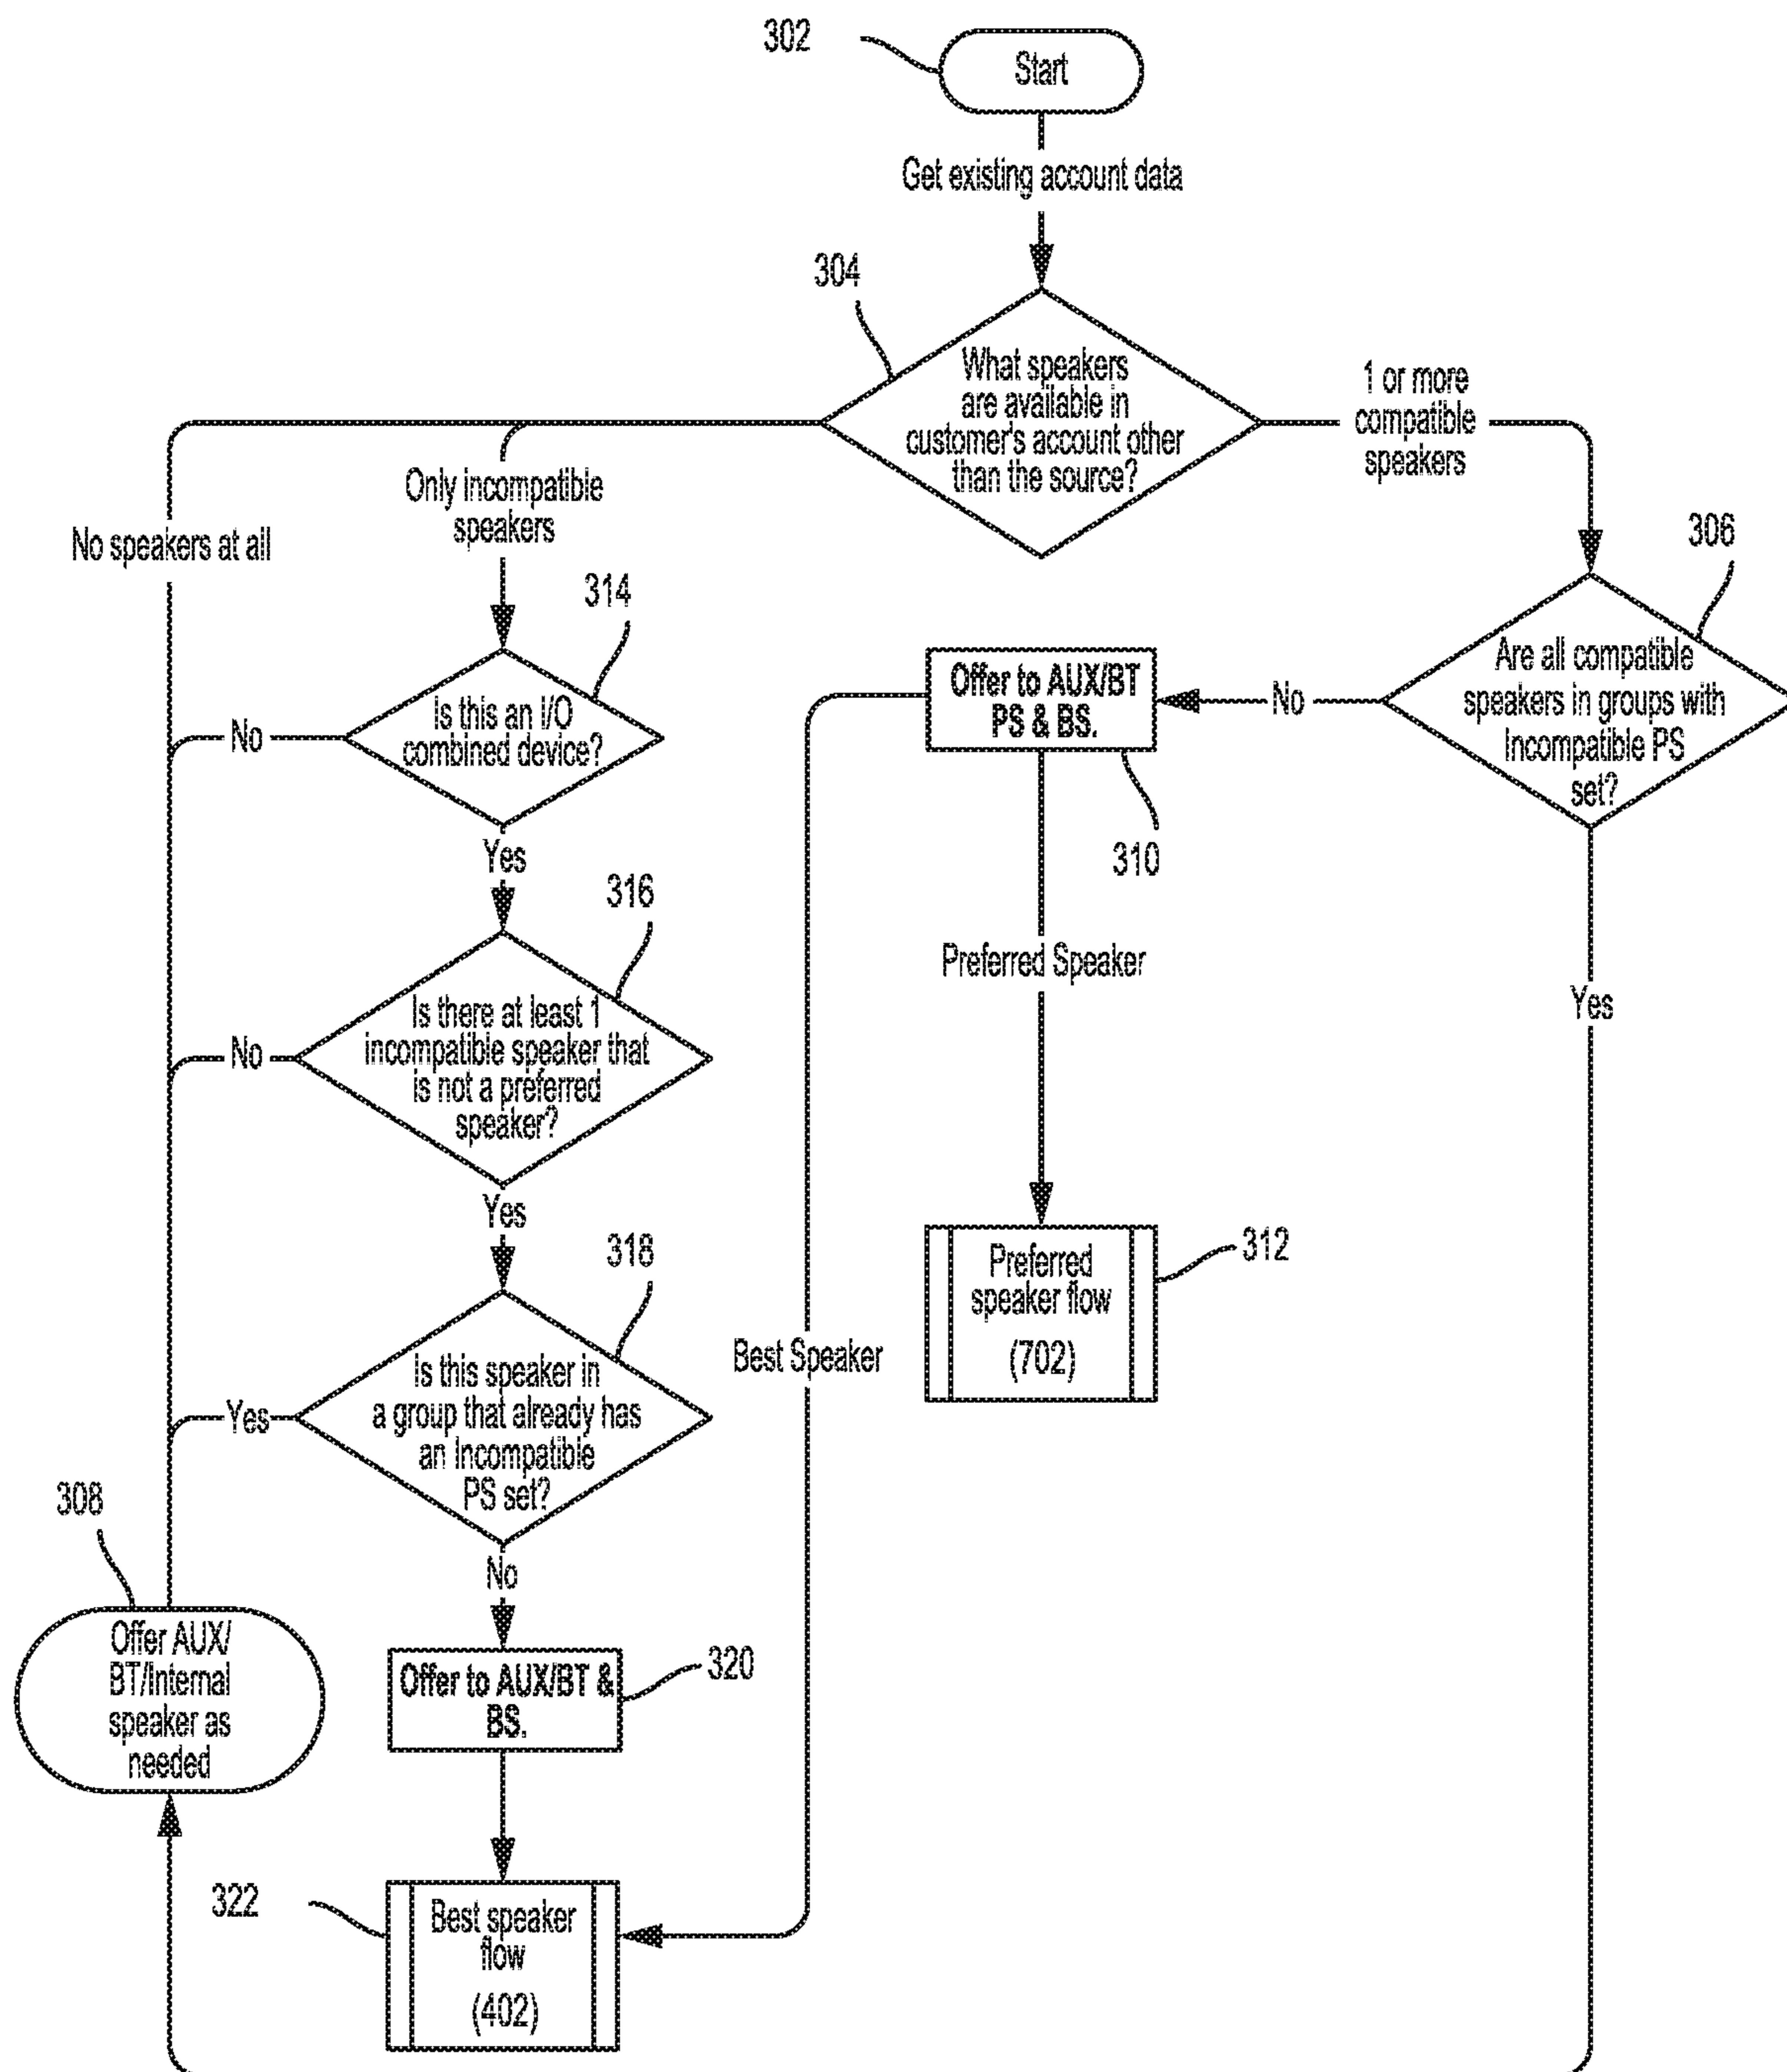 302
Start
Get existing account data
304
What speakers
are available in
customer's account other
than the source?
1 or more
compatible
speakers
Only incompatible
speakers
No speakers at all
306
Are all compatible
speakers in groups with
Incompatible PS
set?
314
Is this an I/O
combined device?
No
Offer to AUX/BT
PS & BS.
No
310
Yes
316
Is there at least 1
incompatible speaker that
is not a preferred
speaker?
No
Preferred Speaker
Yes
Yes
318
Is this speaker in
a group that already has
an Incompatible
PS set?
Yes
Preferred
speaker flow
(702)
312
Best Speaker
308
Offer AUX/
BT/Internal
speaker as
needed
No
Offer to AUX/BT &
BS.
320
322
Best speaker
flow
(402)